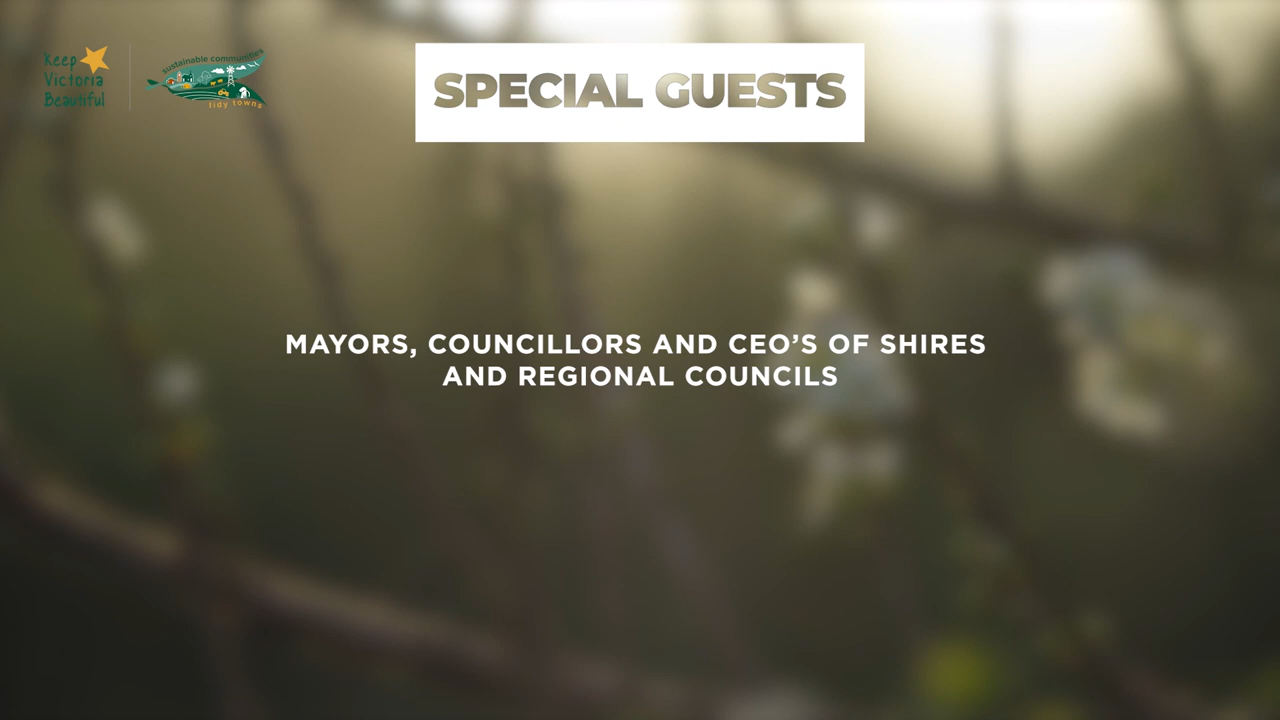 Keep
Victoria
Beautiful
sustainable communities
tidy towns
SPECIAL GUESTS
MAYORS, COUNCILLORS AND CEO’S OF SHIRES
AND REGIONAL COUNCILS